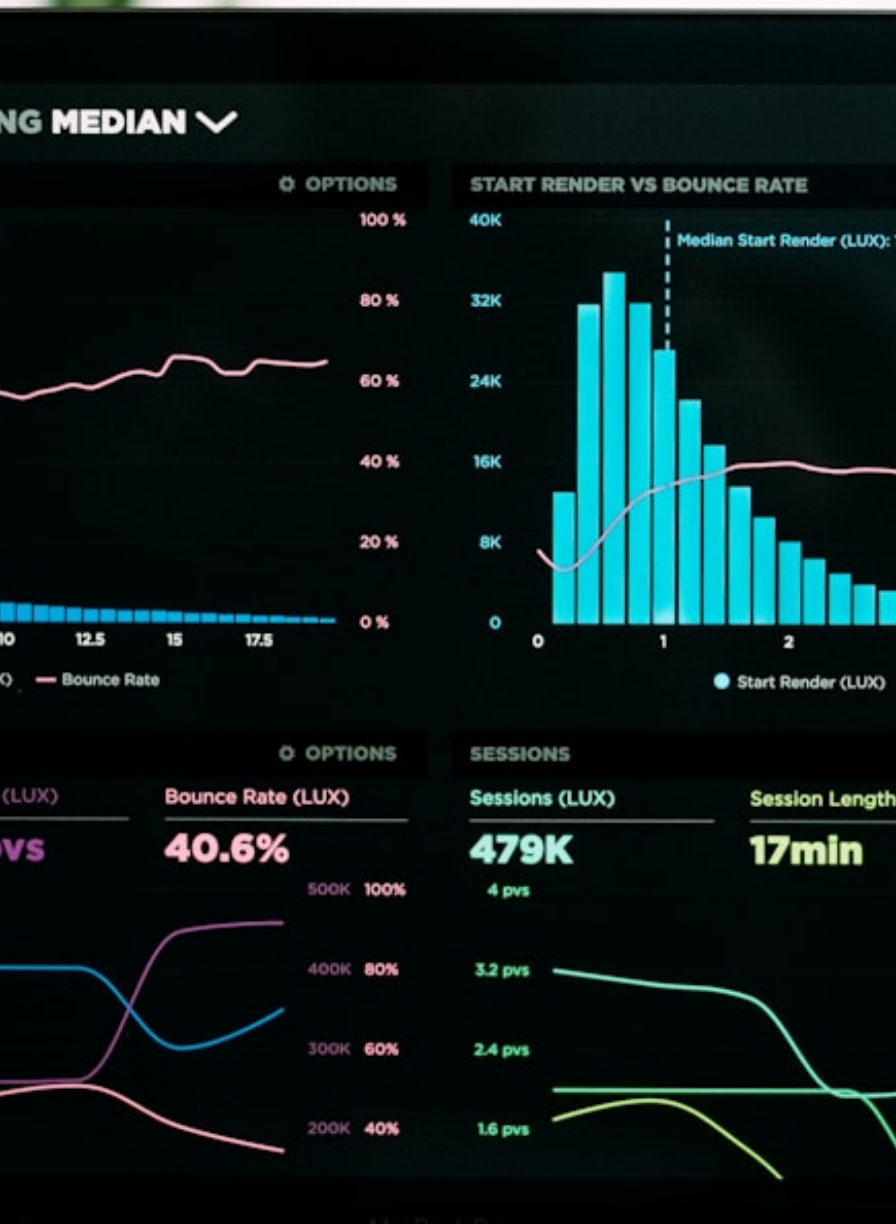 NG MEDIAN
OPTIONS
100 %
80 %
60 %
40 %
20 %
0 %
10 12.5 15 17.5
Bounce Rate
START RENDER VS BOUNCE RATE
40K
Median Start Render (LUX):
32K
24K
16K
8K
0
0 1 2
Start Render (LUX)
OPTIONS
(LUX)
pvs
Bounce Rate (LUX)
40.6%
500K 100%
400K 80%
300K 60%
200K 40%
SESSIONS
Sessions (LUX)
479K
Session Length
17min
4 pvs
3.2 pvs
2.4 pvs
1.6 pvs